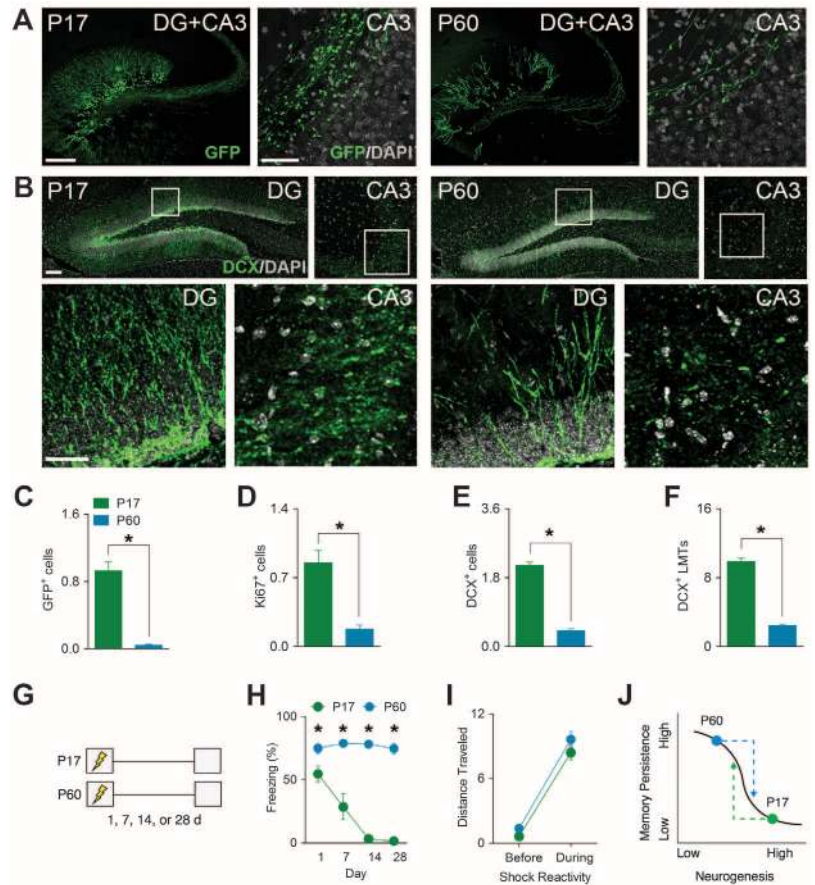 A
P17
DG+CA3
CA3
P60
DG+CA3
CA3
GFP
GFP/DAPI
B
P17
DG
CA3
P60
DG
CA3
DCX/DAPI
DG
CA3
DG
CA3
C
P17
P60
1.6
0.8
0.0
GFP+ cells
*
D
1.4
0.7
0.0
Ki67+ cells
*
E
3.6
1.8
0.0
DCX+ cells
*
F
16
8
0
DCX+ LMTs
*
G
P17
P60
1, 7, 14, or 28 d
H
P17
P60
100
75
50
0
Freezing (%)
* * * *
1 7 14 28
Day
I
12
6
0
Distance Traveled
Before During
Shock Reactivity
J
High
Low
Memory Persistence
P60
P17
Low High
Neurogenesis